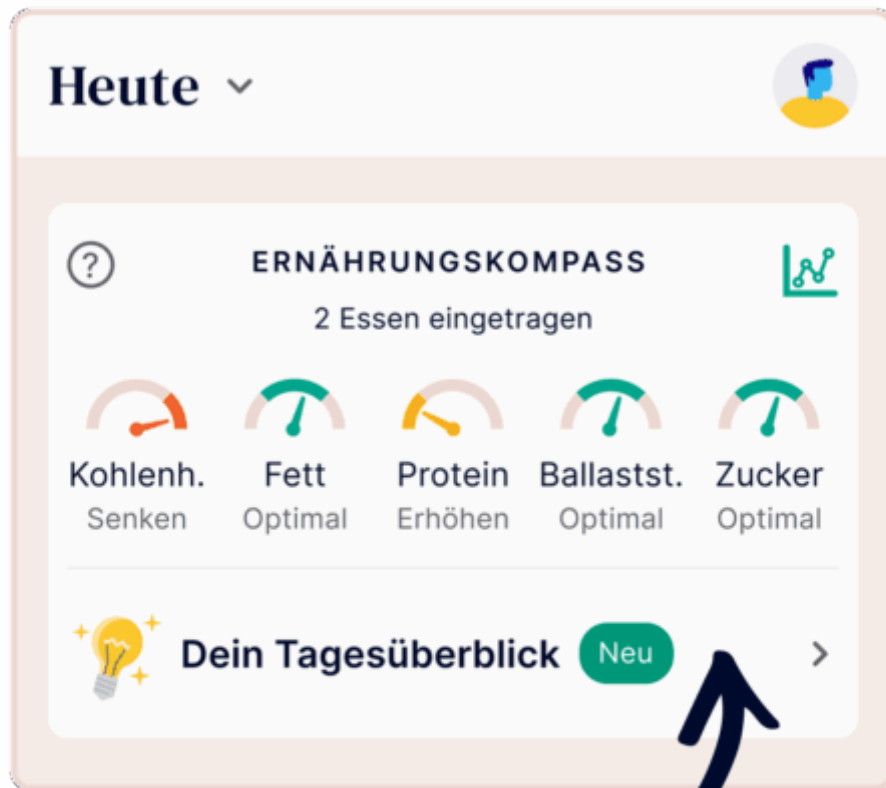 Heute
?
ERNÄHRUNGSKOMPASS
2 Essen eingetragen
Kohlenh. Fett Protein Ballastst. Zucker
Senken Optimal Erhöhen Optimal Optimal
Dein Tagesüberblick Neu